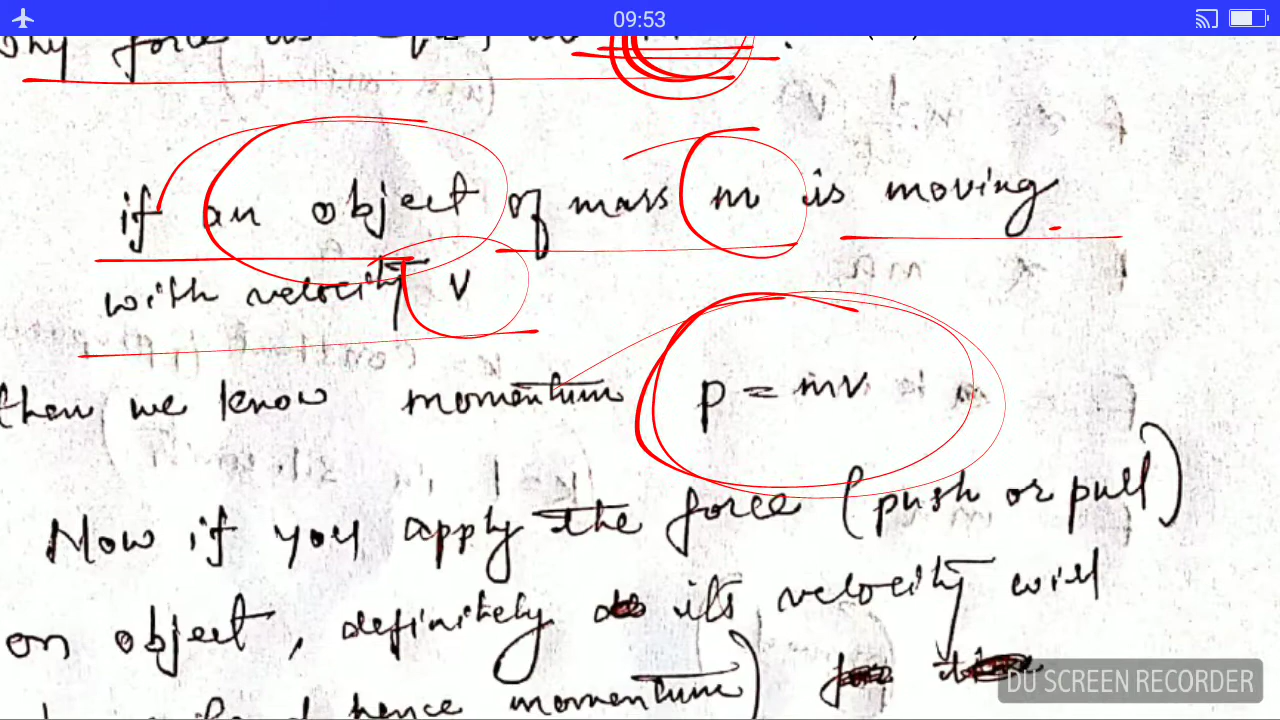 09:53
force
if an object of mass m is moving
with velocity v
then we know momentum p = mv
Now if you apply the force (push or pull)
on object, definitely its velocity will
hence momentum)
DU SCREEN RECORDER